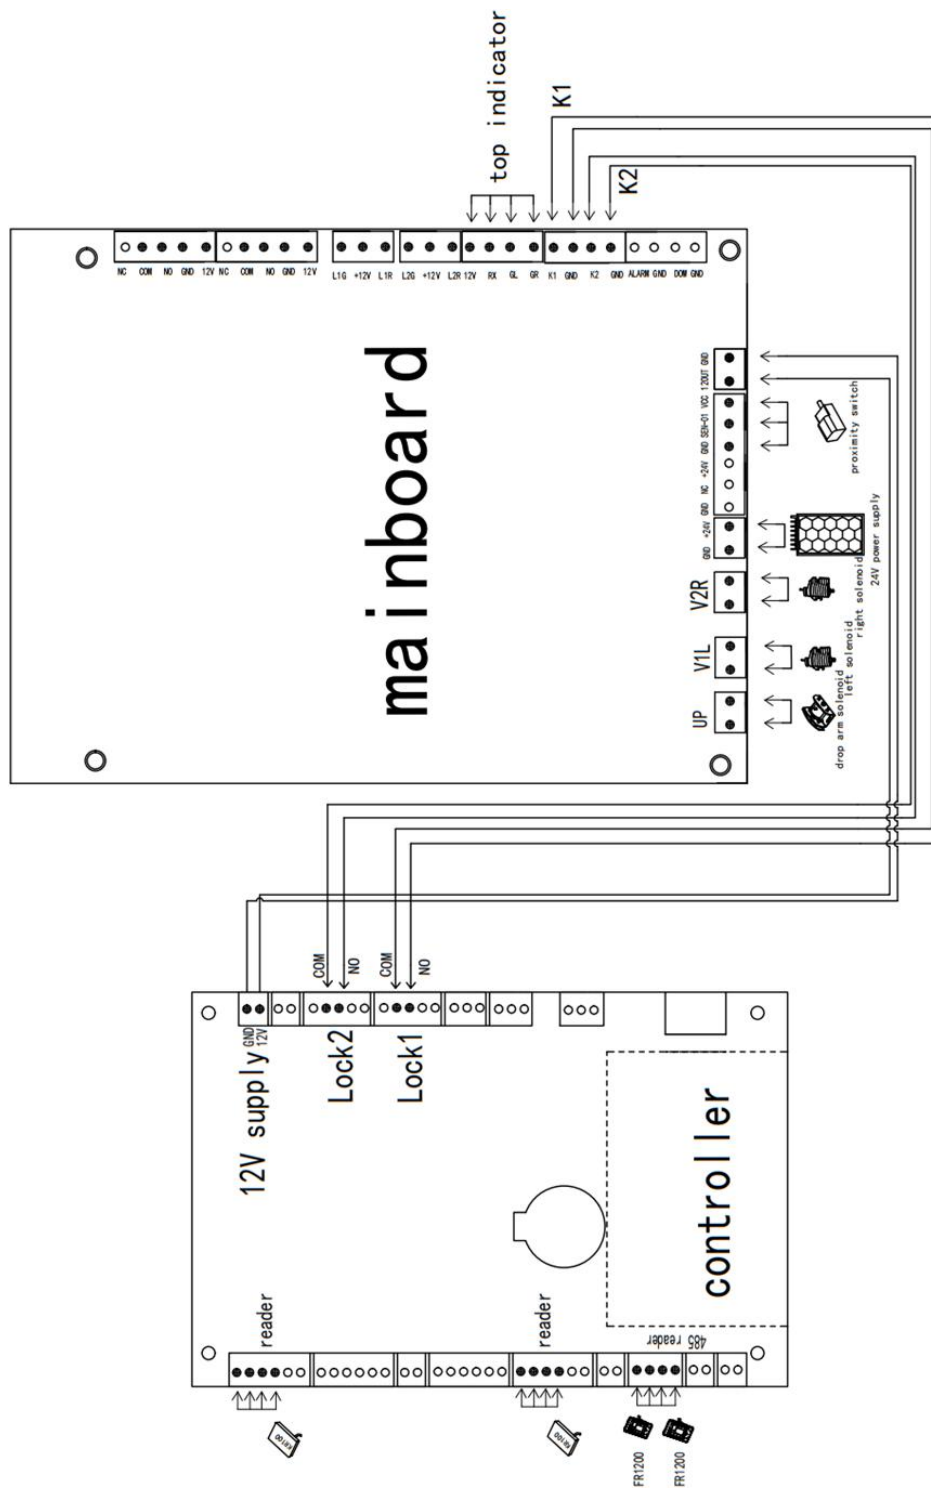 top indicator
K1
K2
NC
COM
NO
GND
12V
NC
COM
NO
GND
12V
L1G
+12V
L1R
L2G
+12V
L2R
12V
RX
GL
GR
K1
GND
K2
GND
ALARM
GND
DOM
GND
mainboard
UP
V1L
V2R
GND
+24V
GND
NC
+24V
GND
SEN-01
VCC
12OUT
GND
drop arm solenoid
left solenoid
right solenoid
24V power supply
proximity switch
COM
NO
COM
NO
GND
12V
12V supply
Lock2
Lock1
controller
reader
reader
485 reader
KR100
KR100
FR1200
FR1200